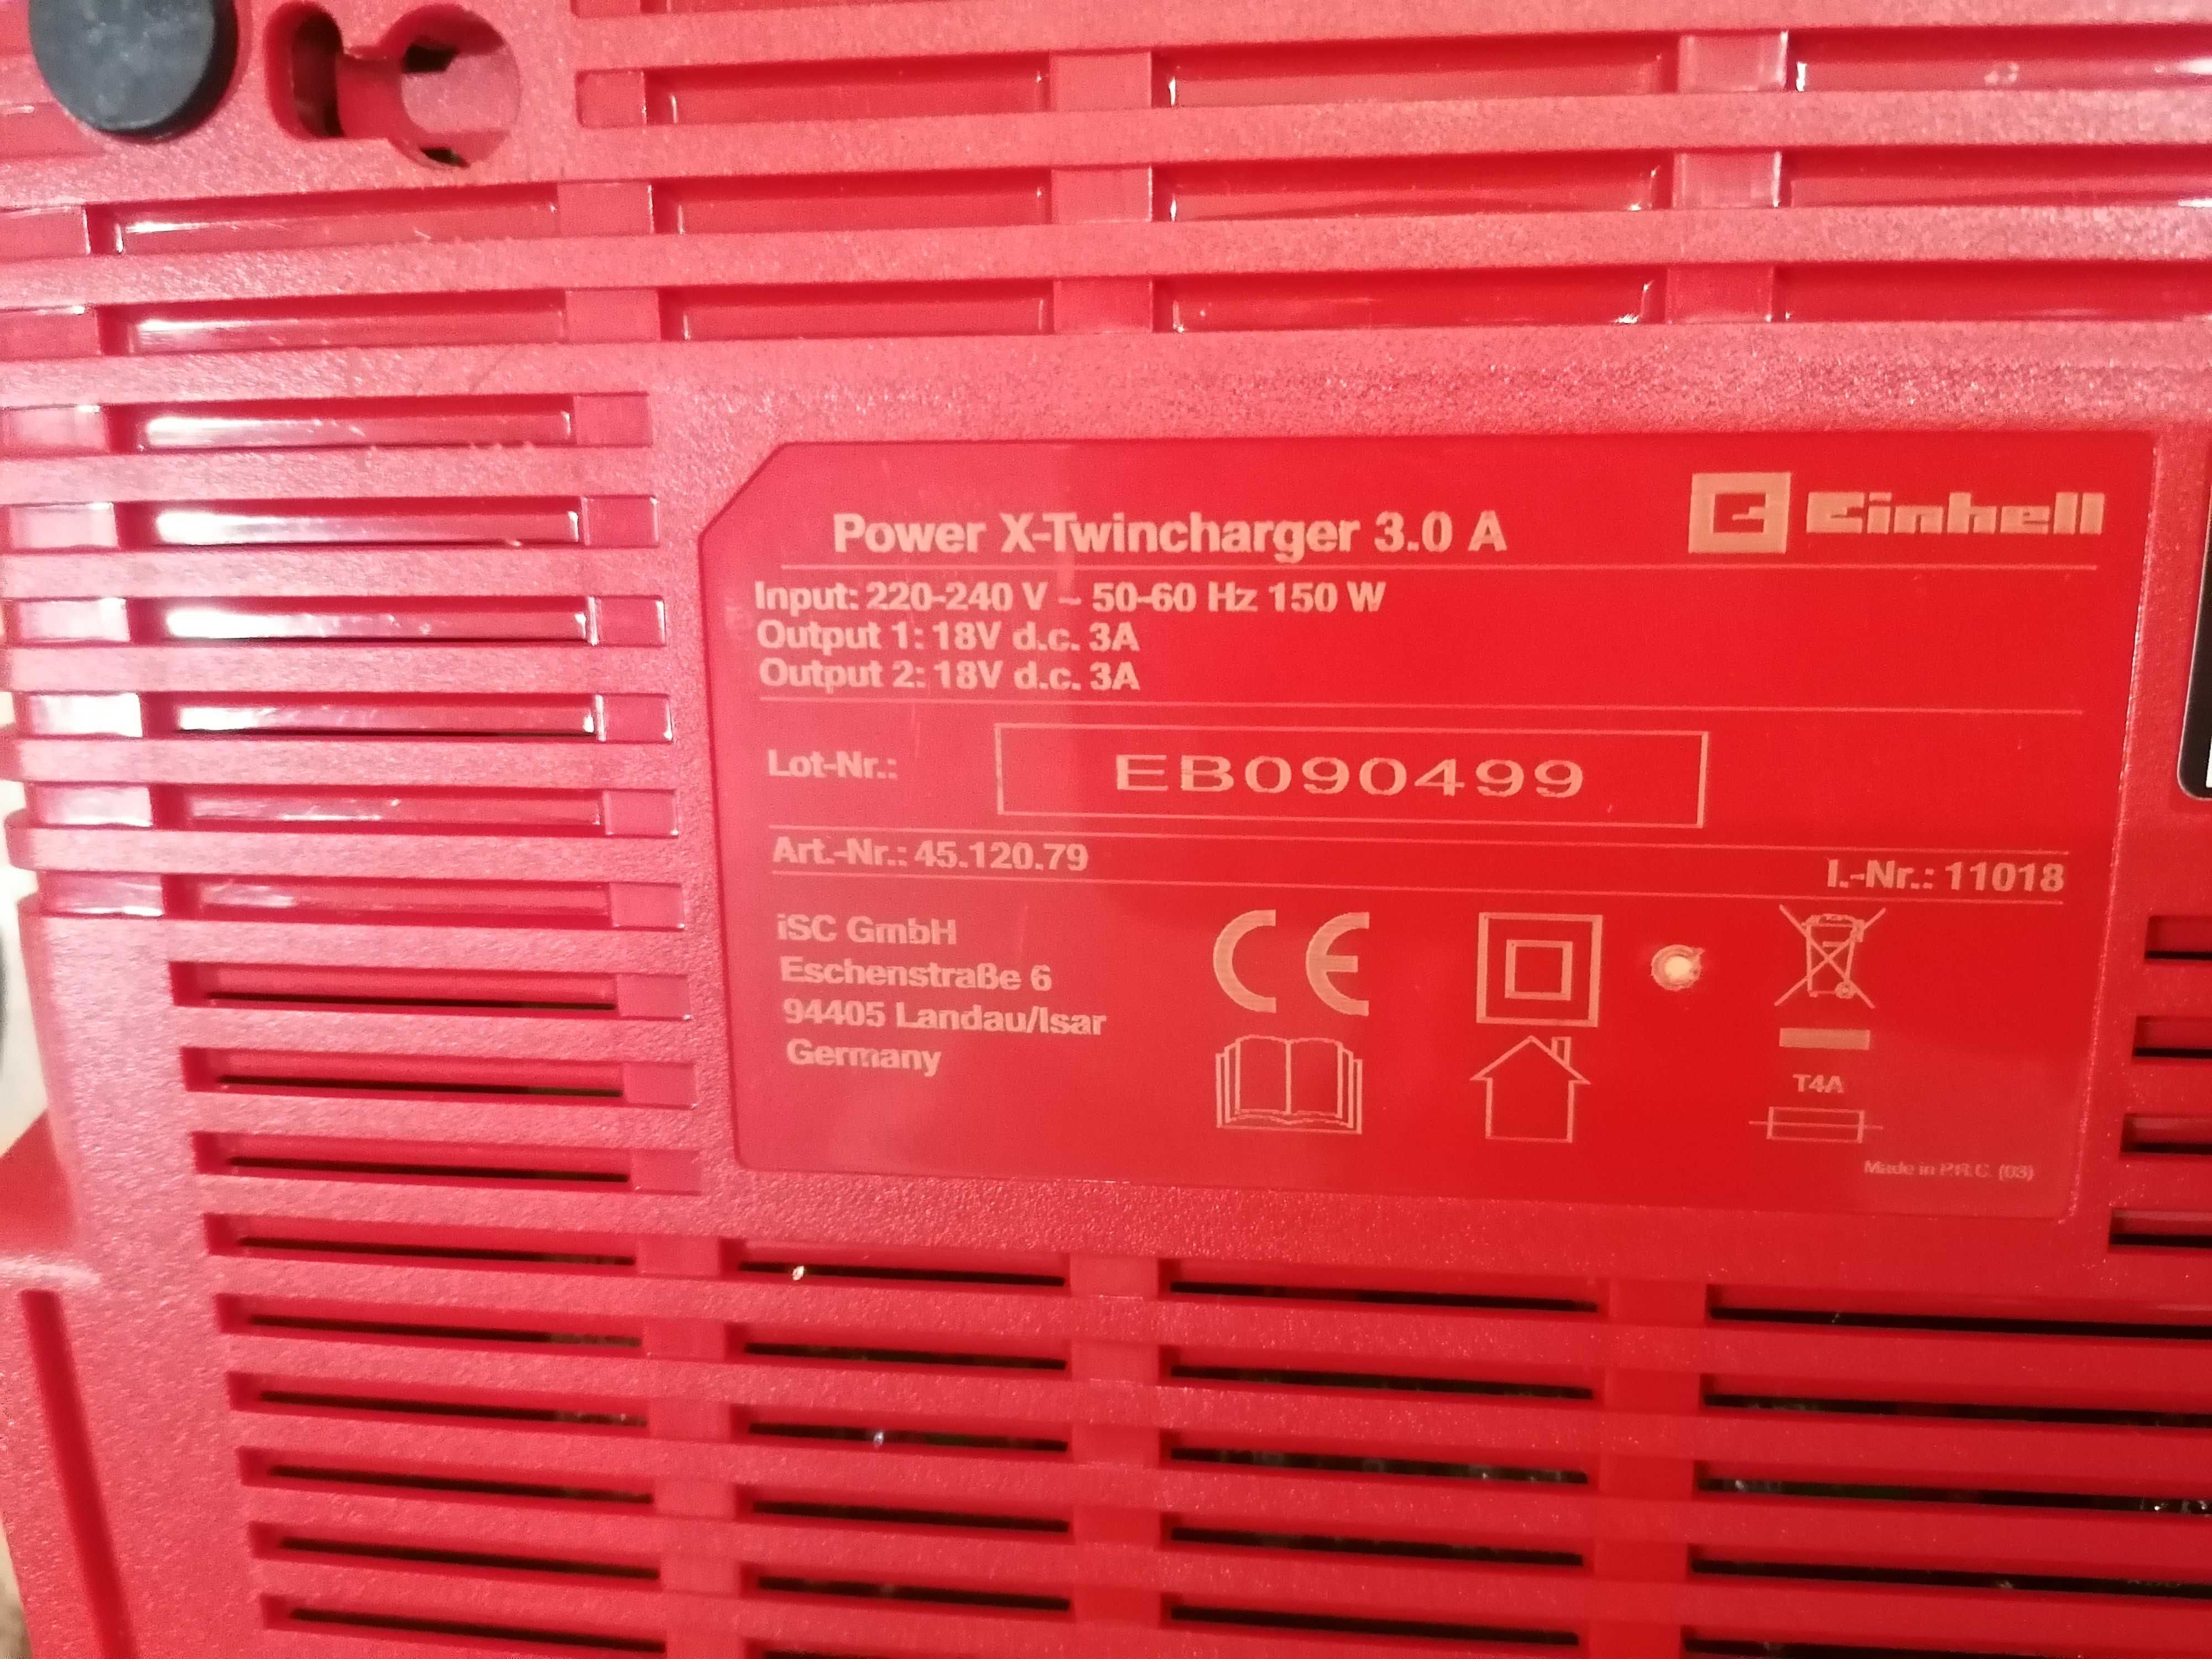 Power X-Twincharger 3.0 A
Einhell
Input: 220-240 V ~ 50-60 Hz 150 W
Output 1: 18V d.c. 3A
Output 2: 18V d.c. 3A
Lot-Nr.:
EB090499
Art.-Nr.: 45.120.79
I.-Nr.: 11018
iSC GmbH
Eschenstraße 6
94405 Landau/Isar
Germany
CE
T4A
Made in P.R.C. (03)